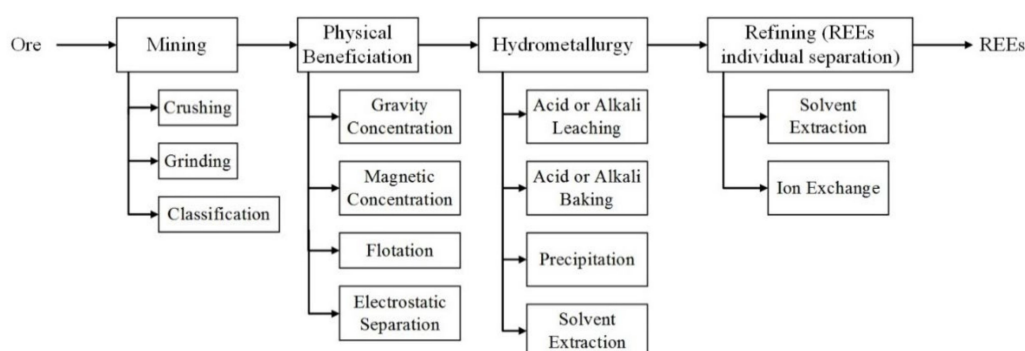 Ore
Mining
Crushing
Grinding
Classification
Physical
Beneficiation
Gravity
Concentration
Magnetic
Concentration
Flotation
Electrostatic
Separation
Hydrometallurgy
Acid or Alkali
Leaching
Acid or Alkali
Baking
Precipitation
Solvent
Extraction
Refining (REEs
individual separation)
Solvent
Extraction
Ion Exchange
REEs